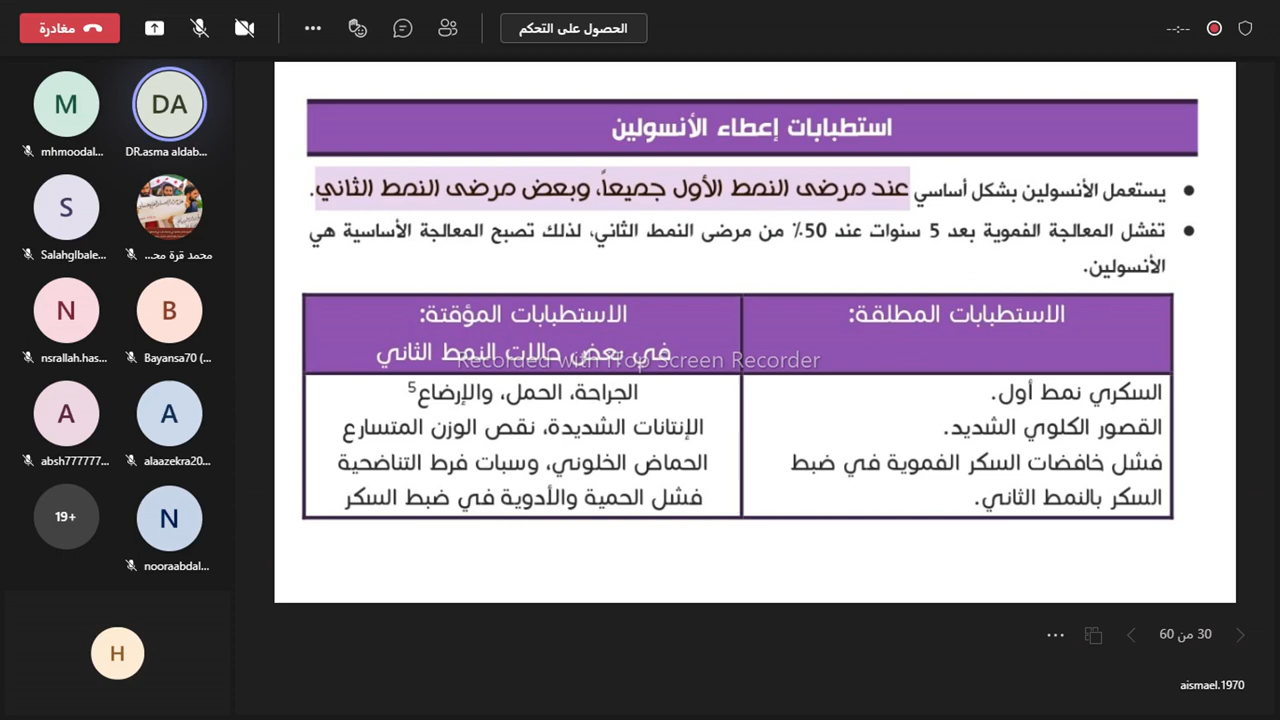 مغادرة
الحصول على التحكم
--:--
M
DA
mhmoodal...
DR.asma aldab...
S
Salahglbale...
محمد قرة محـ...
N
B
nsrallah.has...
Bayansa70 (...
A
A
absh777777...
alaazekra20...
19+
N
nooraabdal...
H
استطبابات إعطاء الأنسولين
يستعمل الأنسولين بشكل أساسي عند مرضى النمط الأول جميعاً، وبعض مرضى النمط الثاني.
تفشل المعالجة الفموية بعد 5 سنوات عند 50٪ من مرضى النمط الثاني، لذلك تصبح المعالجة الأساسية هي
الأنسولين.
الاستطبابات المطلقة:
السكري نمط أول.
القصور الكلوي الشديد.
فشل خافضات السكر الفموية في ضبط
السكر بالنمط الثاني.
الاستطبابات المؤقتة:
في بعض حالات النمط الثاني
الجراحة، الحمل، والإرضاع5
الإنتانات الشديدة، نقص الوزن المتسارع
الحماض الخلوني، وسبات فرط التناضحية
فشل الحمية والأدوية في ضبط السكر
Recorded with iTop Screen Recorder
30 من 60
aismael.1970